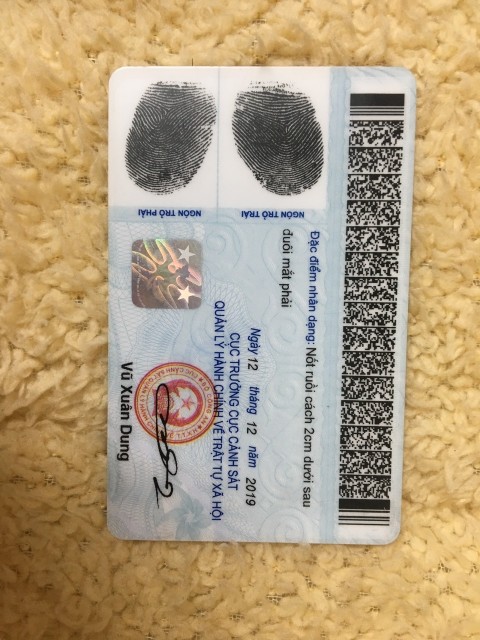 Đặc điểm nhân dạng: Nốt ruồi cách 2cm dưới sau
đuôi mắt phải
NGÓN TRỎ TRÁI
NGÓN TRỎ PHẢI
Ngày 12 tháng 12 năm 2019
CỤC TRƯỞNG CỤC CẢNH SÁT
QUẢN LÝ HÀNH CHÍNH VỀ TRẬT TỰ XÃ HỘI
Vũ Xuân Dung